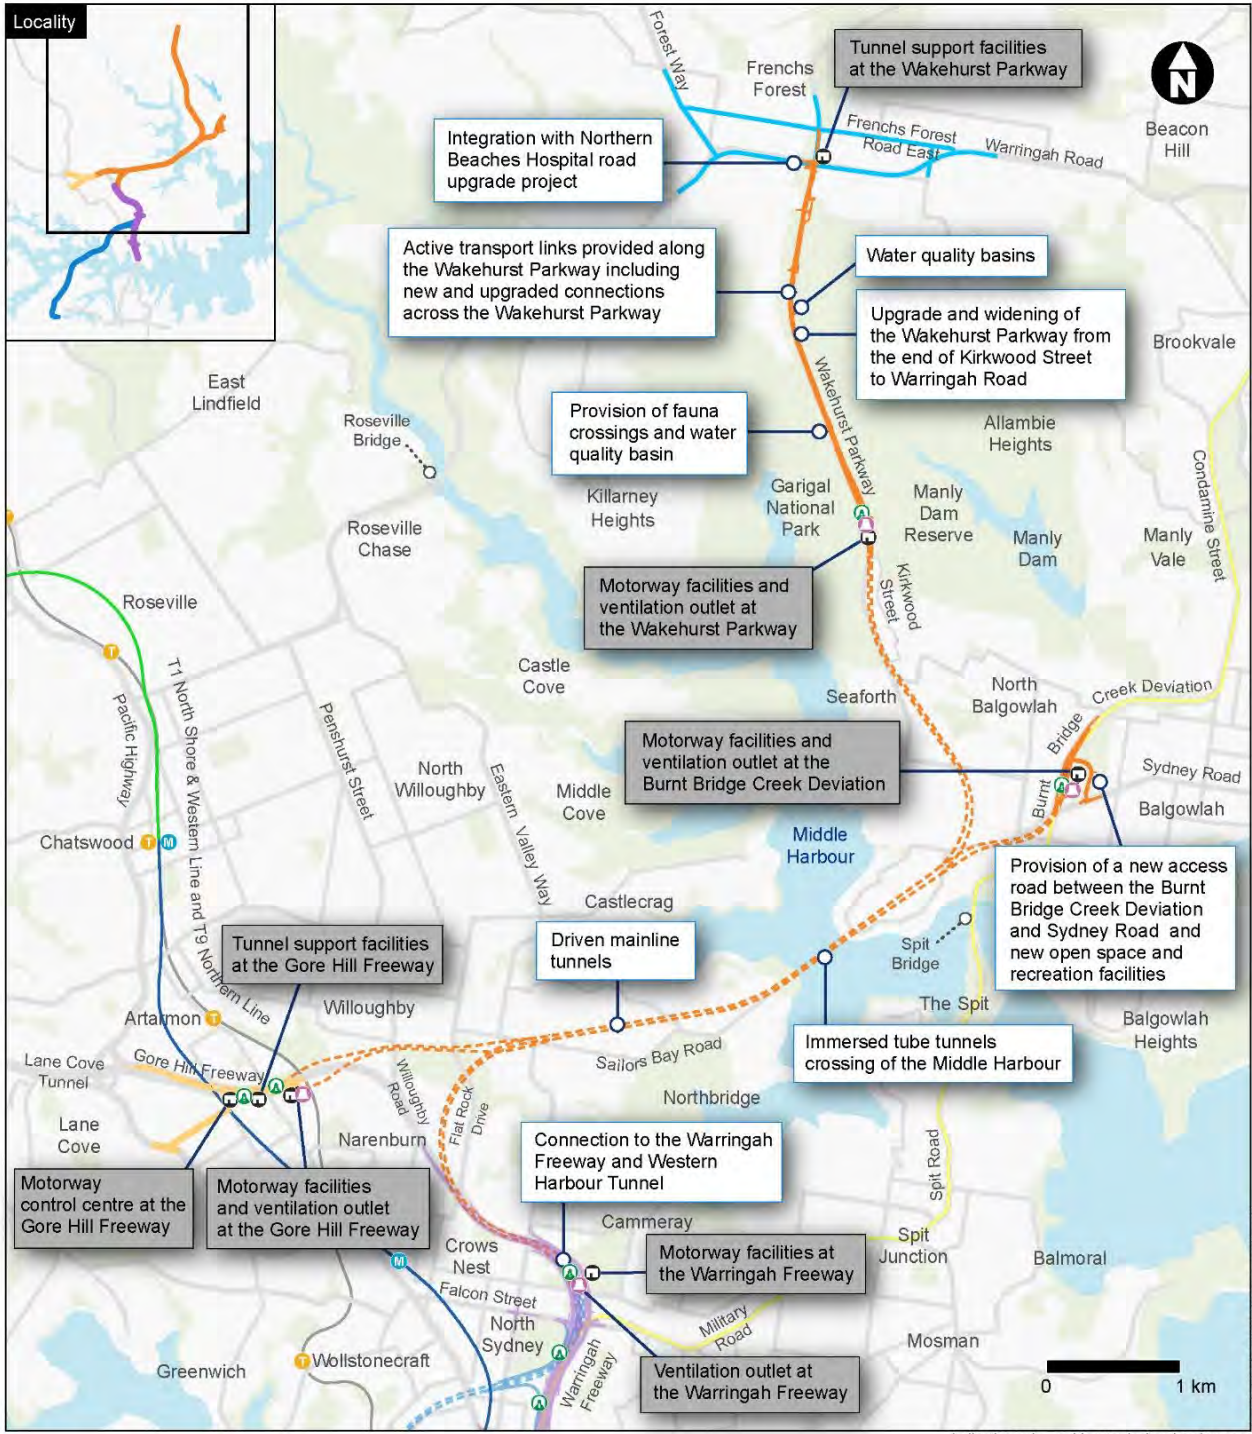 Locality
Forest Way
Frenchs
Forest
Tunnel support facilities
at the Wakehurst Parkway
N
Beacon
Hill
Integration with Northern
Beaches Hospital road
upgrade project
Frenchs Forest
Road East
Warringah Road
Active transport links provided along
the Wakehurst Parkway including
new and upgraded connections
across the Wakehurst Parkway
Water quality basins
Upgrade and widening of
the Wakehurst Parkway from
the end of Kirkwood Street
to Warringah Road
Brookvale
East
Lindfield
Roseville
Bridge
Provision of fauna
crossings and water
quality basin
Wakehurst Parkway
Allambie
Heights
Condamine Street
Killarney
Heights
Garigal
National
Park
Manly
Dam
Reserve
Manly
Dam
Manly
Vale
Roseville
Chase
Motorway facilities and
ventilation outlet at
the Wakehurst Parkway
Kirkwood
Street
Roseville
T
T1 North Shore & Western Line and T9 Northern Line
Pacific Highway
Penshurst Street
Castle
Cove
Seaforth
North
Balgowlah
Burnt Bridge Creek Deviation
Motorway facilities and
ventilation outlet at the
Burnt Bridge Creek Deviation
Sydney Road
Balgowlah
North
Willoughby
Eastern Valley Way
Middle
Cove
Middle
Harbour
Chatswood
T
M
Provision of a new access
road between the Burnt
Bridge Creek Deviation
and Sydney Road and
new open space and
recreation facilities
Castlecrag
Driven mainline
tunnels
Spit
Bridge
Tunnel support facilities
at the Gore Hill Freeway
Willoughby
The Spit
Artarmon
T
Balgowlah
Heights
Immersed tube tunnels
crossing of the Middle Harbour
Sailors Bay Road
Lane Cove
Tunnel
Gore Hill Freeway
Willoughby
Road
Flat Rock
Drive
Northbridge
Lane
Cove
Narenburn
Connection to the Warringah
Freeway and Western
Harbour Tunnel
Spit Road
Motorway
control centre at the
Gore Hill Freeway
Motorway facilities
and ventilation outlet
at the Gore Hill Freeway
M
Cammeray
Crows
Nest
Motorway facilities at
the Warringah Freeway
Spit
Junction
Balmoral
Falcon Street
North
Sydney
Military
Road
Mosman
Greenwich
T
Wollstonecraft
Warringah
Freeway
Ventilation outlet at
the Warringah Freeway
0
1 km